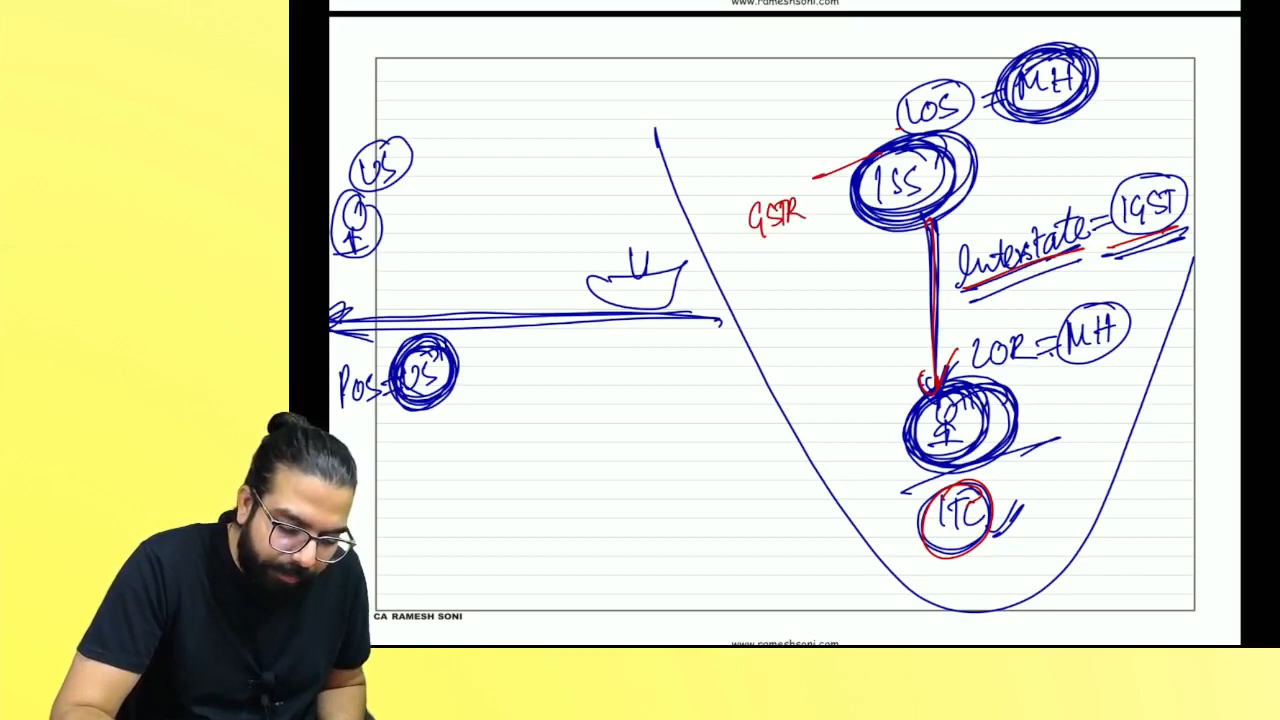 www.rameshsoni.com
LOS = MH
US
ISS
GSTR
Interstate = IGST
LOR = MH
POS = US
ITC
CA RAMESH SONI
www.rameshsoni.com